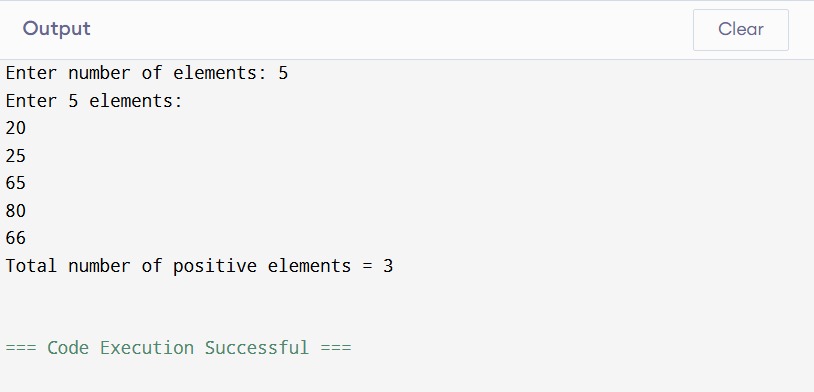 Output
Clear
Enter number of elements: 5
Enter 5 elements:
20
25
65
80
66
Total number of positive elements = 3
=== Code Execution Successful ===